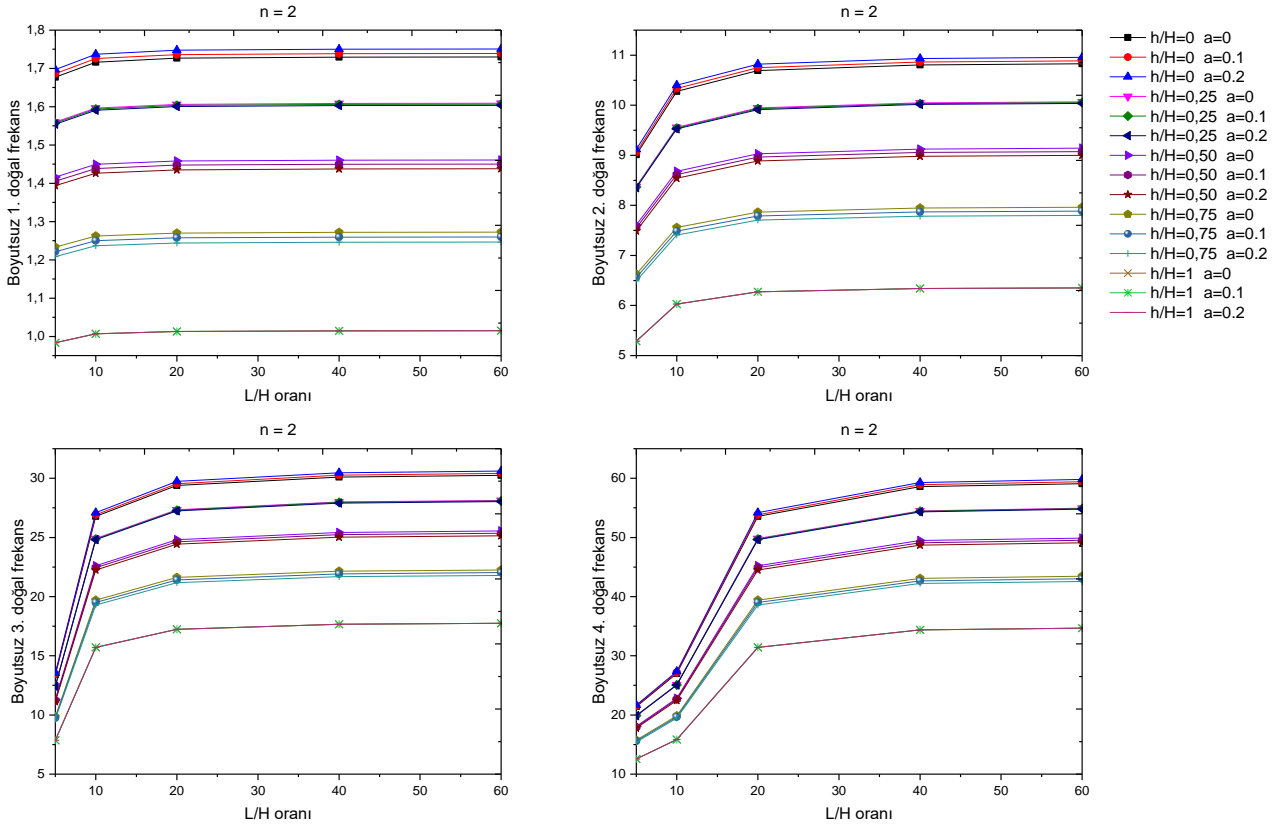 n = 2
1,8
1,7
1,6
1,5
1,4
1,3
1,2
1,1
1,0
10
20
30
40
50
60
Boyutsuz 1. doğal frekans
L/H oranı
n = 2
11
10
9
8
7
6
5
10
20
30
40
50
60
Boyutsuz 2. doğal frekans
L/H oranı
h/H=0 a=0
h/H=0 a=0.1
h/H=0 a=0.2
h/H=0,25 a=0
h/H=0,25 a=0.1
h/H=0,25 a=0.2
h/H=0,50 a=0
h/H=0,50 a=0.1
h/H=0,50 a=0.2
h/H=0,75 a=0
h/H=0,75 a=0.1
h/H=0,75 a=0.2
h/H=1 a=0
h/H=1 a=0.1
h/H=1 a=0.2
n = 2
30
25
20
15
10
5
10
20
30
40
50
60
Boyutsuz 3. doğal frekans
L/H oranı
n = 2
60
50
40
30
20
10
10
20
30
40
50
60
Boyutsuz 4. doğal frekans
L/H oranı